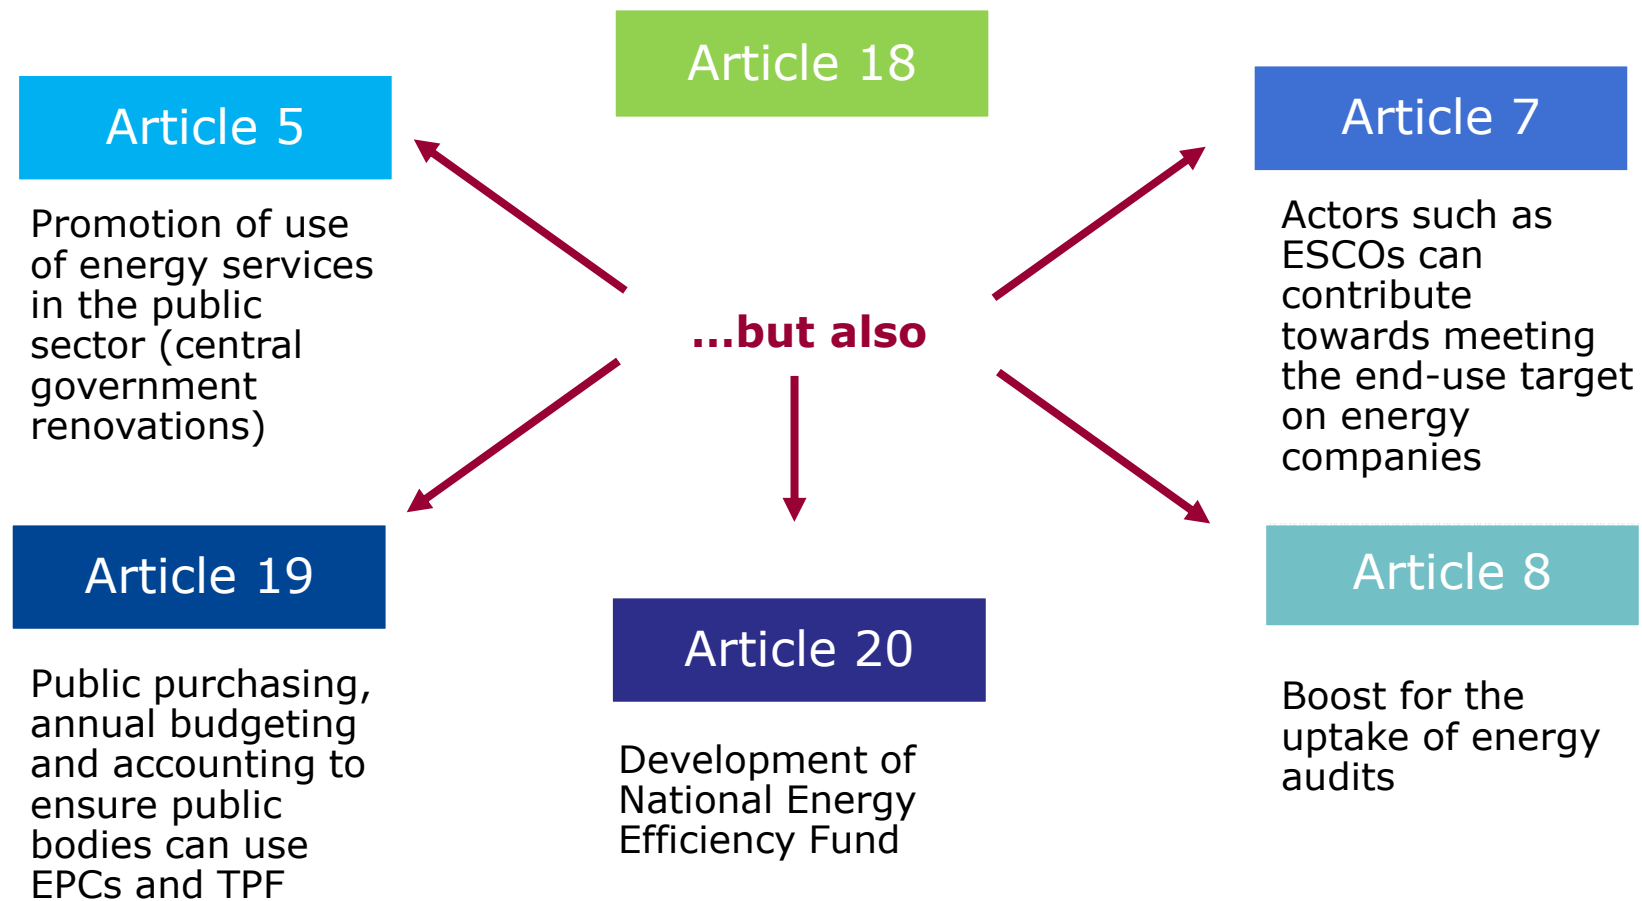 Article 18
Article 5
Promotion of use
of energy services
in the public
sector (central
government
renovations)
Article 7
Actors such as
ESCOs can
contribute
towards meeting
the end-use target
on energy
companies
...but also
Article 19
Public purchasing,
annual budgeting
and accounting to
ensure public
bodies can use
EPCs and TPF
Article 20
Development of
National Energy
Efficiency Fund
Article 8
Boost for the
uptake of energy
audits